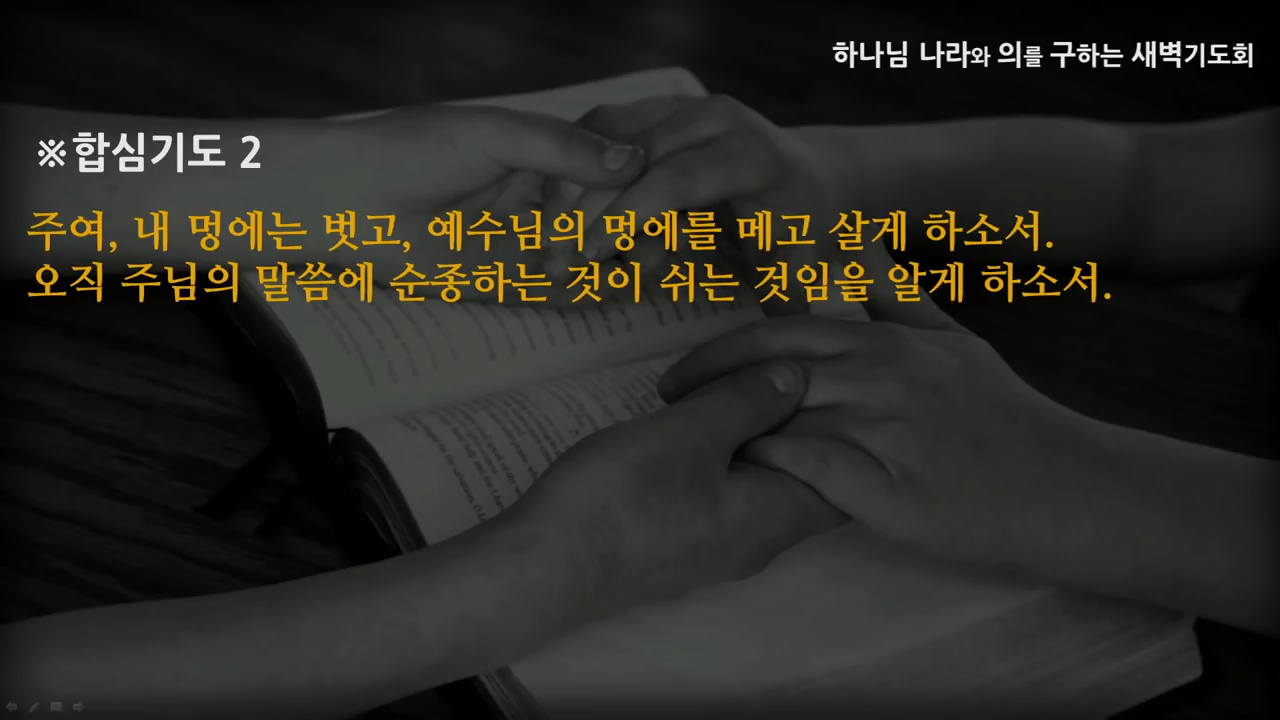 하나님 나라와 의를 구하는 새벽기도회
※합심기도 2
주여, 내 멍에는 벗고, 예수님의 멍에를 메고 살게 하소서.
오직 주님의 말씀에 순종하는 것이 쉬는 것임을 알게 하소서.